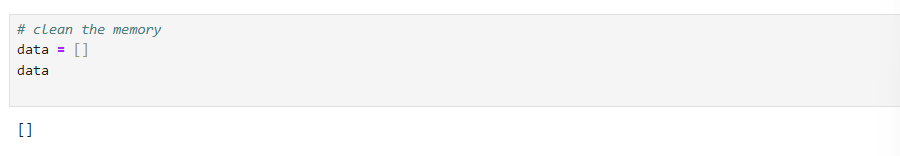 # clean the memory
data = []
data
[]